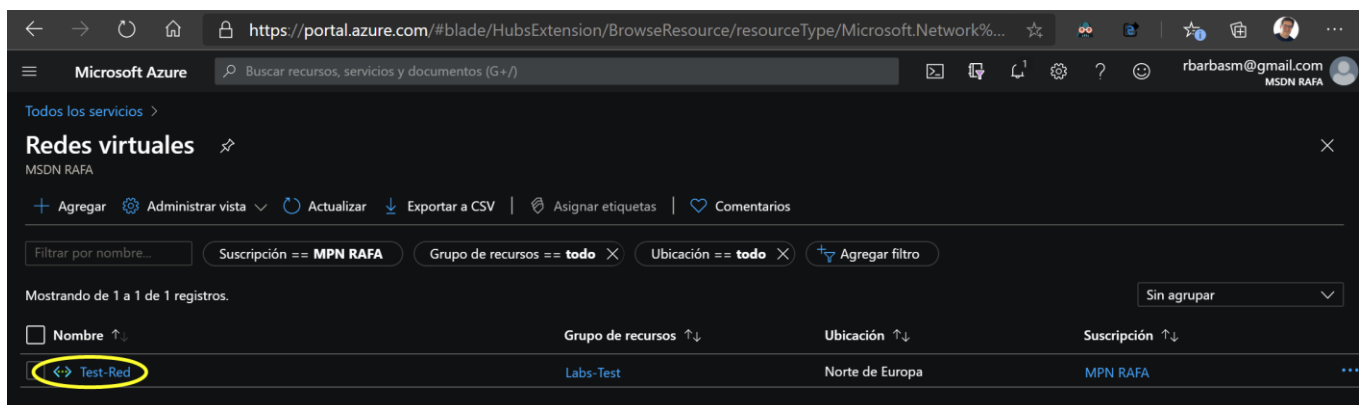 https://portal.azure.com/#blade/HubsExtension/BrowseResource/resourceType/Microsoft.Network%...
Microsoft Azure
Buscar recursos, servicios y documentos (G+/)
1
rbarbasm@gmail.com
MSDN RAFA
Todos los servicios >
Redes virtuales
MSDN RAFA
Agregar Administrar vista Actualizar Exportar a CSV Asignar etiquetas Comentarios
Filtrar por nombre... Suscripción == MPN RAFA Grupo de recursos == todo Ubicación == todo Agregar filtro
Mostrando de 1 a 1 de 1 registros. Sin agrupar
Nombre ↑↓ Grupo de recursos ↑↓ Ubicación ↑↓ Suscripción ↑↓
Test-Red Labs-Test Norte de Europa MPN RAFA ...